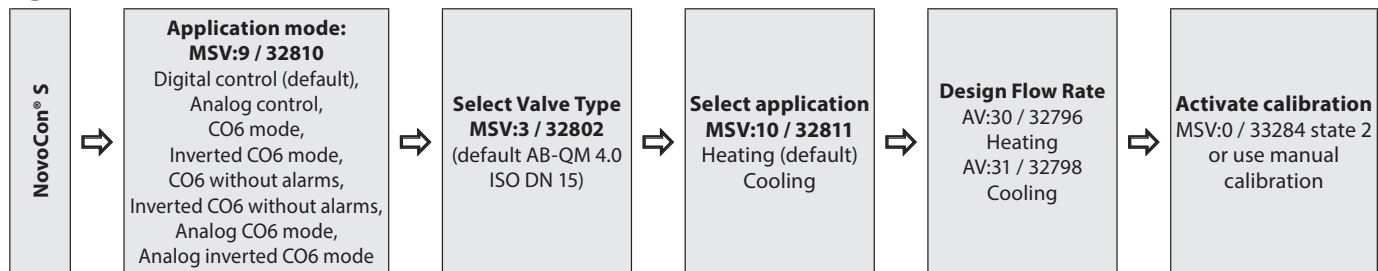 NovoCon® S
Application mode:
MSV:9 / 32810
Digital control (default),
Analog control,
CO6 mode,
Inverted CO6 mode,
CO6 without alarms,
Inverted CO6 without alarms,
Analog CO6 mode,
Analog inverted CO6 mode
Select Valve Type
MSV:3 / 32802
(default AB-QM 4.0
ISO DN 15)
Select application
MSV:10 / 32811
Heating (default)
Cooling
Design Flow Rate
AV:30 / 32796
Heating
AV:31 / 32798
Cooling
Activate calibration
MSV:0 / 33284 state 2
or use manual
calibration